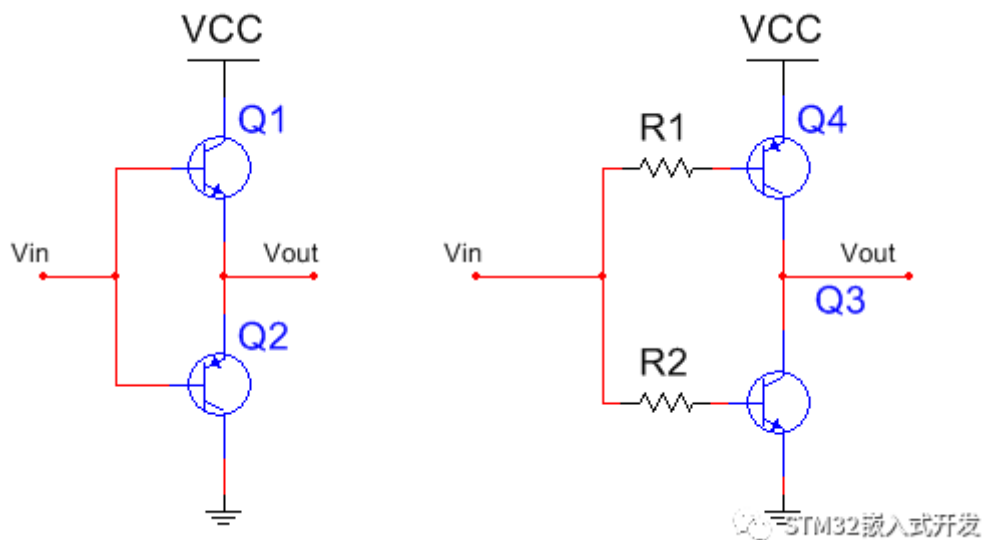 VCC
Q1
Vin
Vout
Q2
VCC
Q4
R1
Vin
Vout
Q3
R2
STM32嵌入式开发